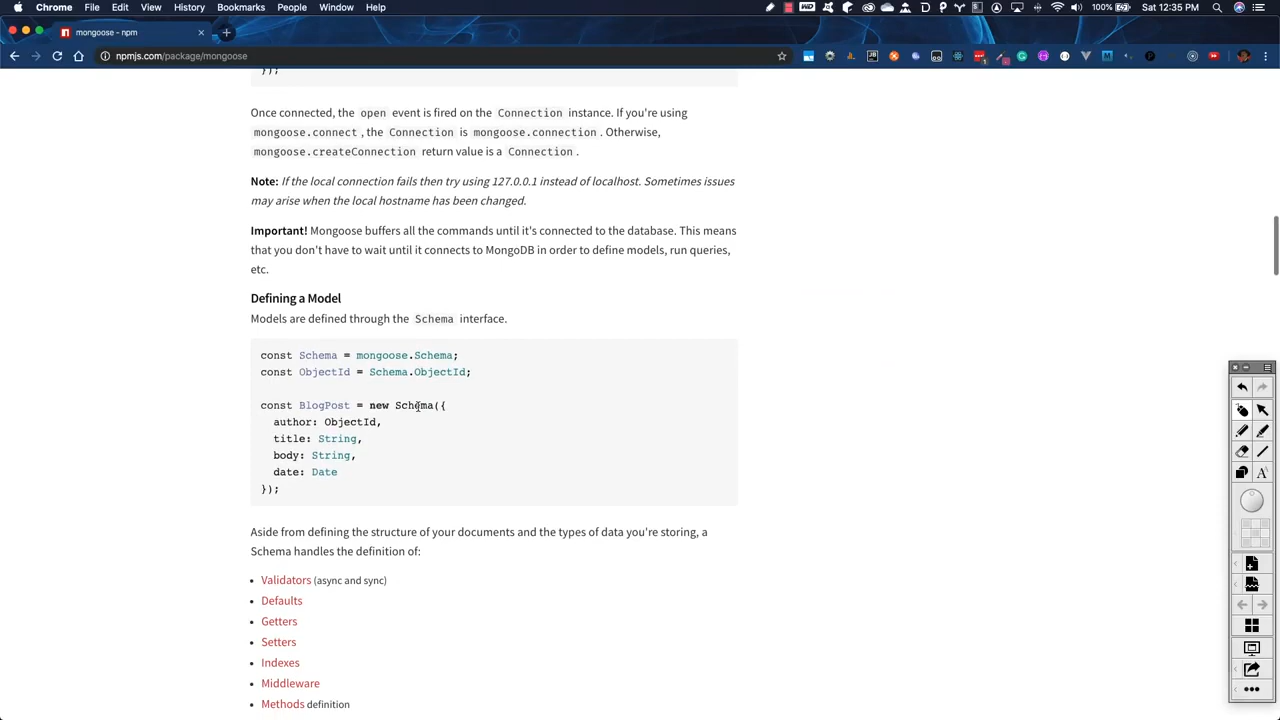 Chrome File Edit View History Bookmarks People Window Help
100% Sat 12:35 PM
mongoose - npm
npmjs.com/package/mongoose
});
Once connected, the open event is fired on the Connection instance. If you're using
mongoose.connect, the Connection is mongoose.connection. Otherwise,
mongoose.createConnection return value is a Connection.
Note: If the local connection fails then try using 127.0.0.1 instead of localhost. Sometimes issues
may arise when the local hostname has been changed.
Important! Mongoose buffers all the commands until it's connected to the database. This means
that you don't have to wait until it connects to MongoDB in order to define models, run queries,
etc.
Defining a Model
Models are defined through the Schema interface.
const Schema = mongoose.Schema;
const ObjectId = Schema.ObjectId;
const BlogPost = new Schema({
author: ObjectId,
title: String,
body: String,
date: Date
});
Aside from defining the structure of your documents and the types of data you're storing, a
Schema handles the definition of:
• Validators (async and sync)
• Defaults
• Getters
• Setters
• Indexes
• Middleware
• Methods definition